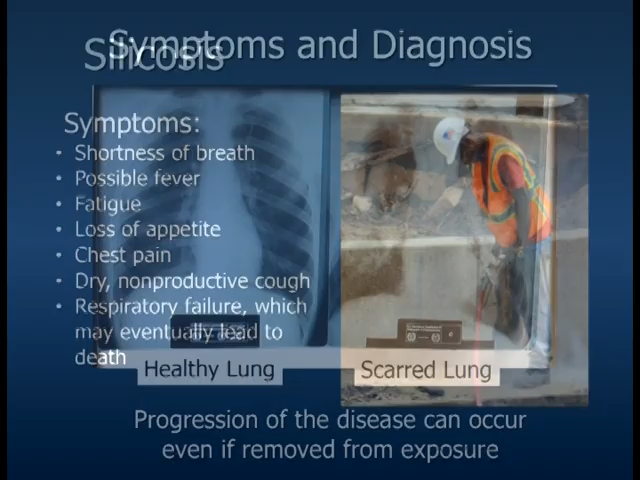 Silicosis
Symptoms and Diagnosis
Symptoms:
• Shortness of breath
• Possible fever
• Fatigue
• Loss of appetite
• Chest pain
• Dry, nonproductive cough
• Respiratory failure, which
may eventually lead to
death
Healthy Lung
Scarred Lung
Progression of the disease can occur
even if removed from exposure